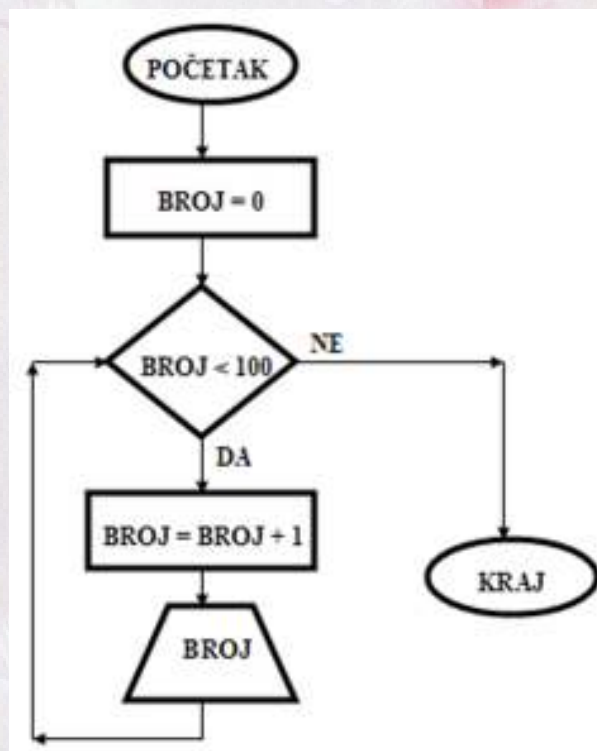 POČETAK
BROJ = 0
BROJ < 100
NE
DA
BROJ = BROJ + 1
BROJ
KRAJ